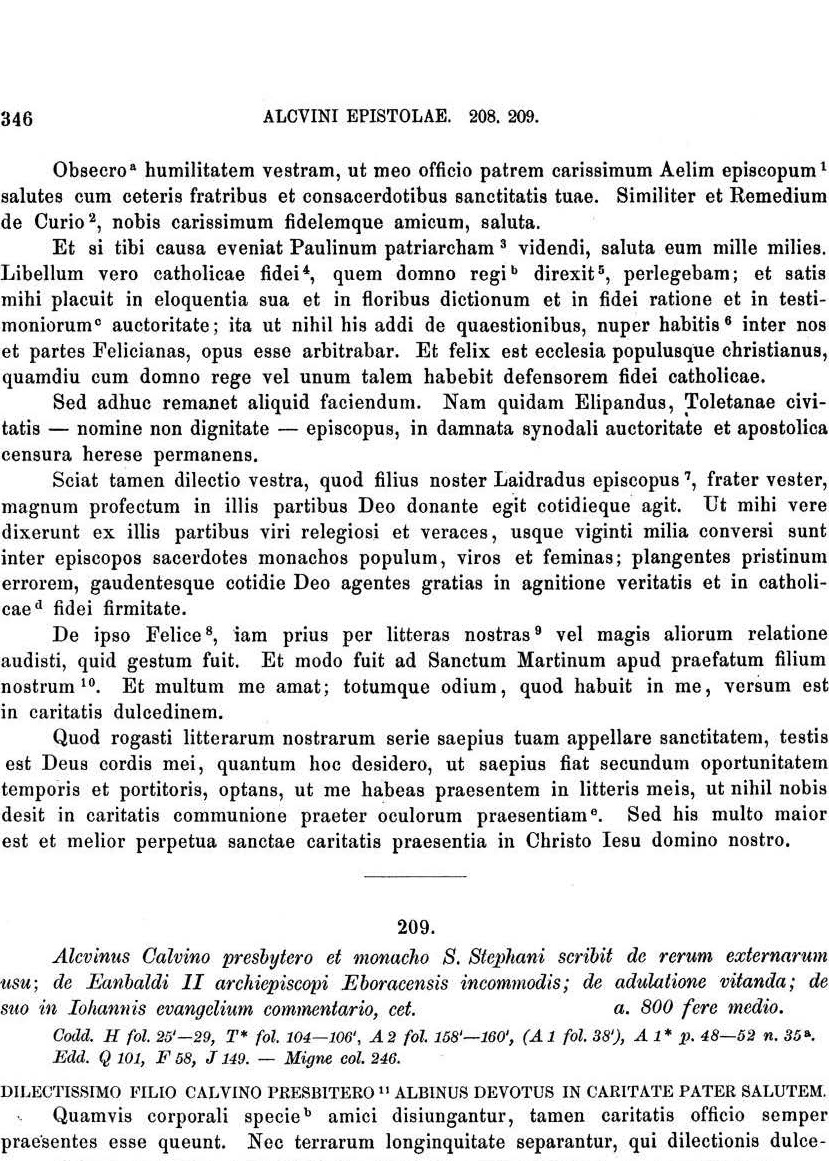 346
ALCVINI EPISTOLAE. 208. 209.
Obsecro ᵃ humilitatem vestram, ut meo officio patrem carissimum Aelim episcopum ¹
salutes cum ceteris fratribus et consacerdotibus sanctitatis tuae. Similiter et Remedium
de Curio ², nobis carissimum fidelemque amicum, saluta.
Et si tibi causa eveniat Paulinum patriarcham ³ videndi, saluta eum mille milies.
Libellum vero catholicae fidei ⁴, quem domno regi ᵇ direxit ⁵, perlegebam; et satis
mihi placuit in eloquentia sua et in floribus dictionum et in fidei ratione et in testi-
moniorum ᶜ auctoritate; ita ut nihil his addi de quaestionibus, nuper habitis ⁶ inter nos
et partes Felicianas, opus esse arbitrabar. Et felix est ecclesia populusque christianus,
quamdiu cum domno rege vel unum talem habebit defensorem fidei catholicae.
Sed adhuc remanet aliquid faciendum. Nam quidam Elipandus, Toletanae civi-
tatis — nomine non dignitate — episcopus, in damnata synodali auctoritate et apostolica
censura herese permanens.
Sciat tamen dilectio vestra, quod filius noster Laidradus episcopus ⁷, frater vester,
magnum profectum in illis partibus Deo donante egit cotidieque agit. Ut mihi vere
dixerunt ex illis partibus viri relegiosi et veraces, usque viginti milia conversi sunt
inter episcopos sacerdotes monachos populum, viros et feminas; plangentes pristinum
errorem, gaudentesque cotidie Deo agentes gratias in agnitione veritatis et in catholi-
cae ᵈ fidei firmitate.
De ipso Felice ⁸, iam prius per litteras nostras ⁹ vel magis aliorum relatione
audisti, quid gestum fuit. Et modo fuit ad Sanctum Martinum apud praefatum filium
nostrum ¹⁰. Et multum me amat; totumque odium, quod habuit in me, versum est
in caritatis dulcedinem.
Quod rogasti litterarum nostrarum serie saepius tuam appellare sanctitatem, testis
est Deus cordis mei, quantum hoc desidero, ut saepius fiat secundum oportunitatem
temporis et portitoris, optans, ut me habeas praesentem in litteris meis, ut nihil nobis
desit in caritatis communione praeter oculorum praesentiam ᵉ. Sed his multo maior
est et melior perpetua sanctae caritatis praesentia in Christo Iesu domino nostro.
209.
Alcvinus Calvino presbytero et monacho S. Stephani scribit de rerum externarum
usu; de Eanbaldi II archiepiscopi Eboracensis incommodis; de adulatione vitanda; de
suo in Iohannis evangelium commentario, cet. a. 800 fere medio.
Codd. H fol. 25'—29, T* fol. 104—106', A 2 fol. 158'—160', (A 1 fol. 38'), A 1* p. 48—52 n. 35ᵃ.
Edd. Q 101, F 58, J 149. — Migne col. 246.
DILECTISSIMO FILIO CALVINO PRESBITERO ¹¹ ALBINUS DEVOTUS IN CARITATE PATER SALUTEM.
Quamvis corporali specie ᵇ amici disiungantur, tamen caritatis officio semper
praesentes esse queunt. Nec terrarum longinquitate separantur, qui dilectionis dulce-